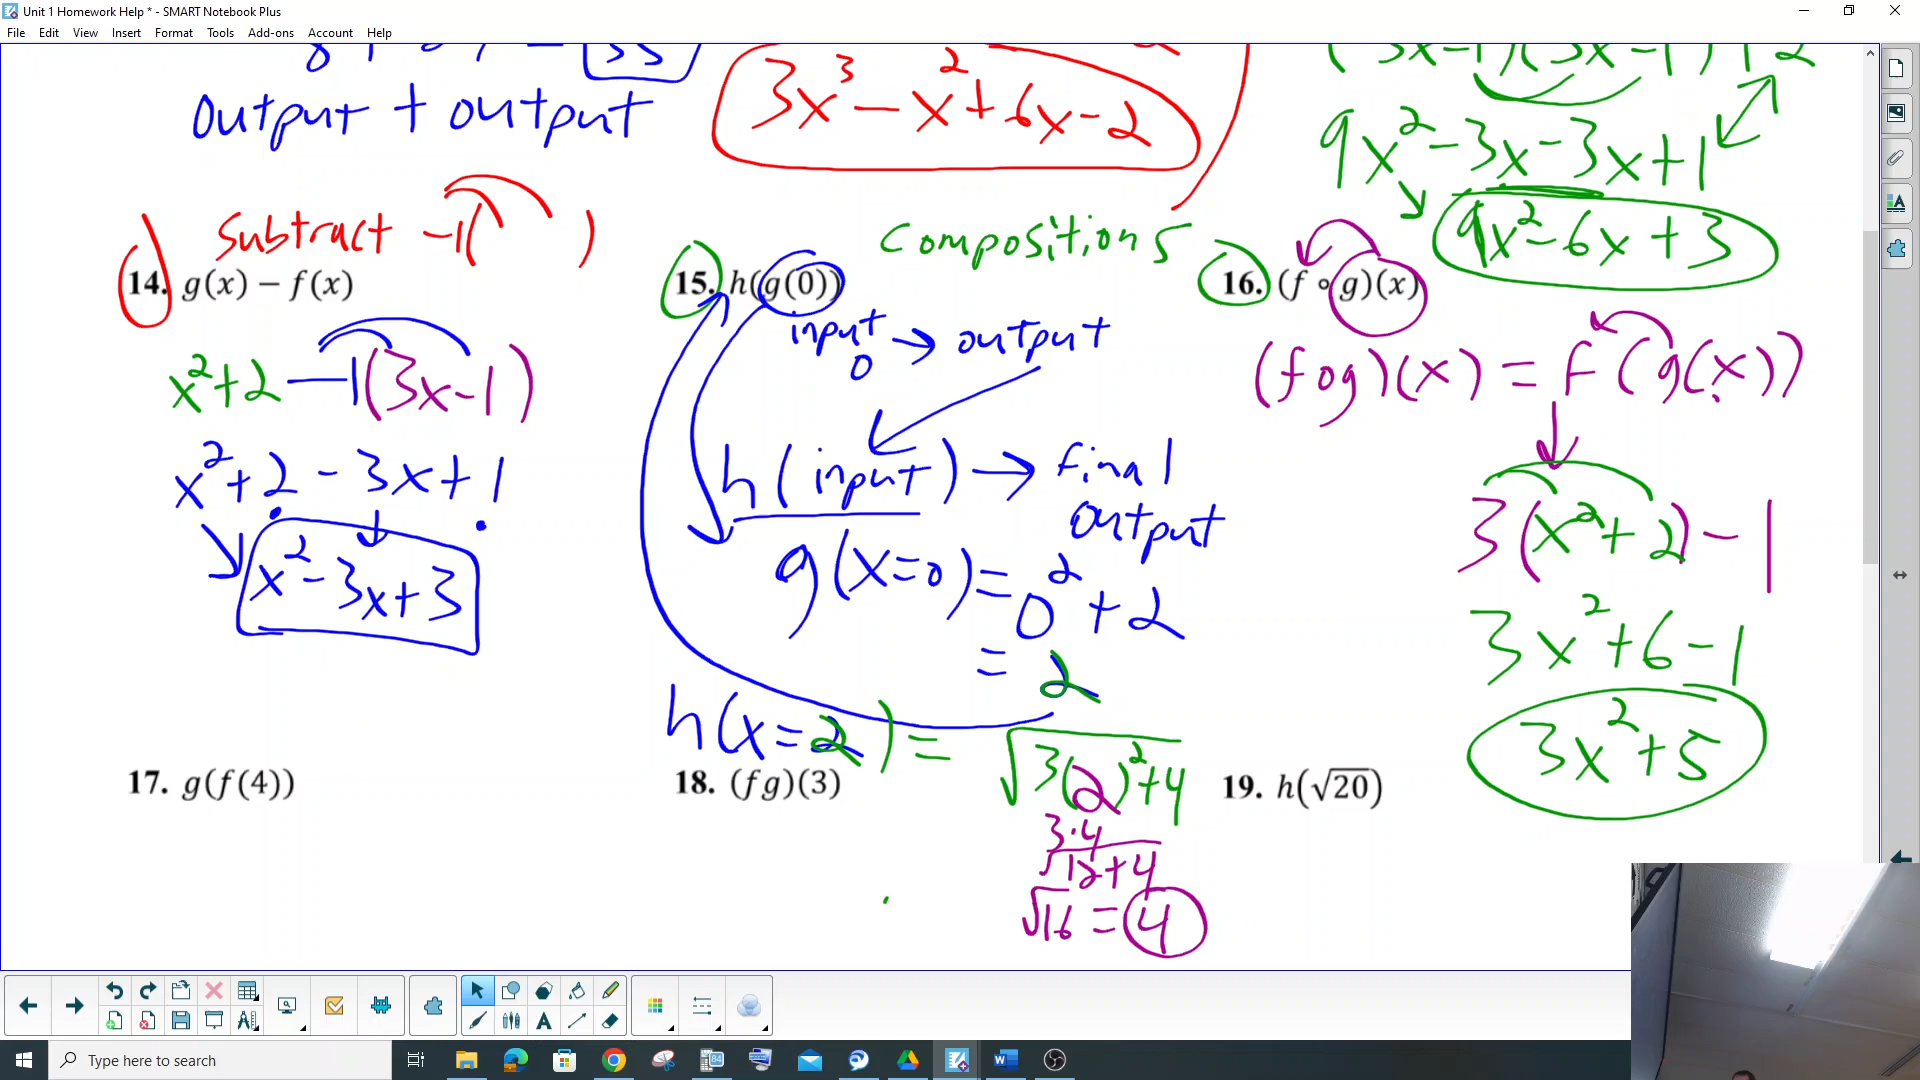 Unit 1 Homework Help * - SMART Notebook Plus
File Edit View Insert Format Tools Add-ons Account Help
output + output
3x³ - x² + 6x - 2
9x² - 3x - 3x + 1
9x² - 6x + 3
Subtract -1( )
Compositions
14. g(x) − f(x)
x² + 2 - 1(3x - 1)
x² + 2 - 3x + 1
x² - 3x + 3
15. h(g(0))
input → output
0
h(input) → final
output
g(x=0) = 0² + 2
= 2
h(x=2) = √3(2)²+4
3·4
√12+4
√16 = 4
16. (f ∘ g)(x)
(fog)(x) = f(g(x))
3(x²+2) - 1
3x² + 6 - 1
3x² + 5
17. g(f(4))
18. (fg)(3)
19. h(√20)
Type here to search